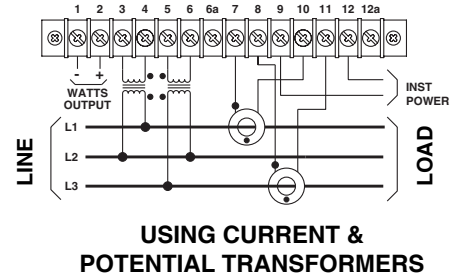 1 2 3 4 5 6 6a 7 8 9 10 11 12 12a
- +
WATTS
OUTPUT
INST
POWER
LINE
L1
L2
L3
LOAD
USING CURRENT &
POTENTIAL TRANSFORMERS